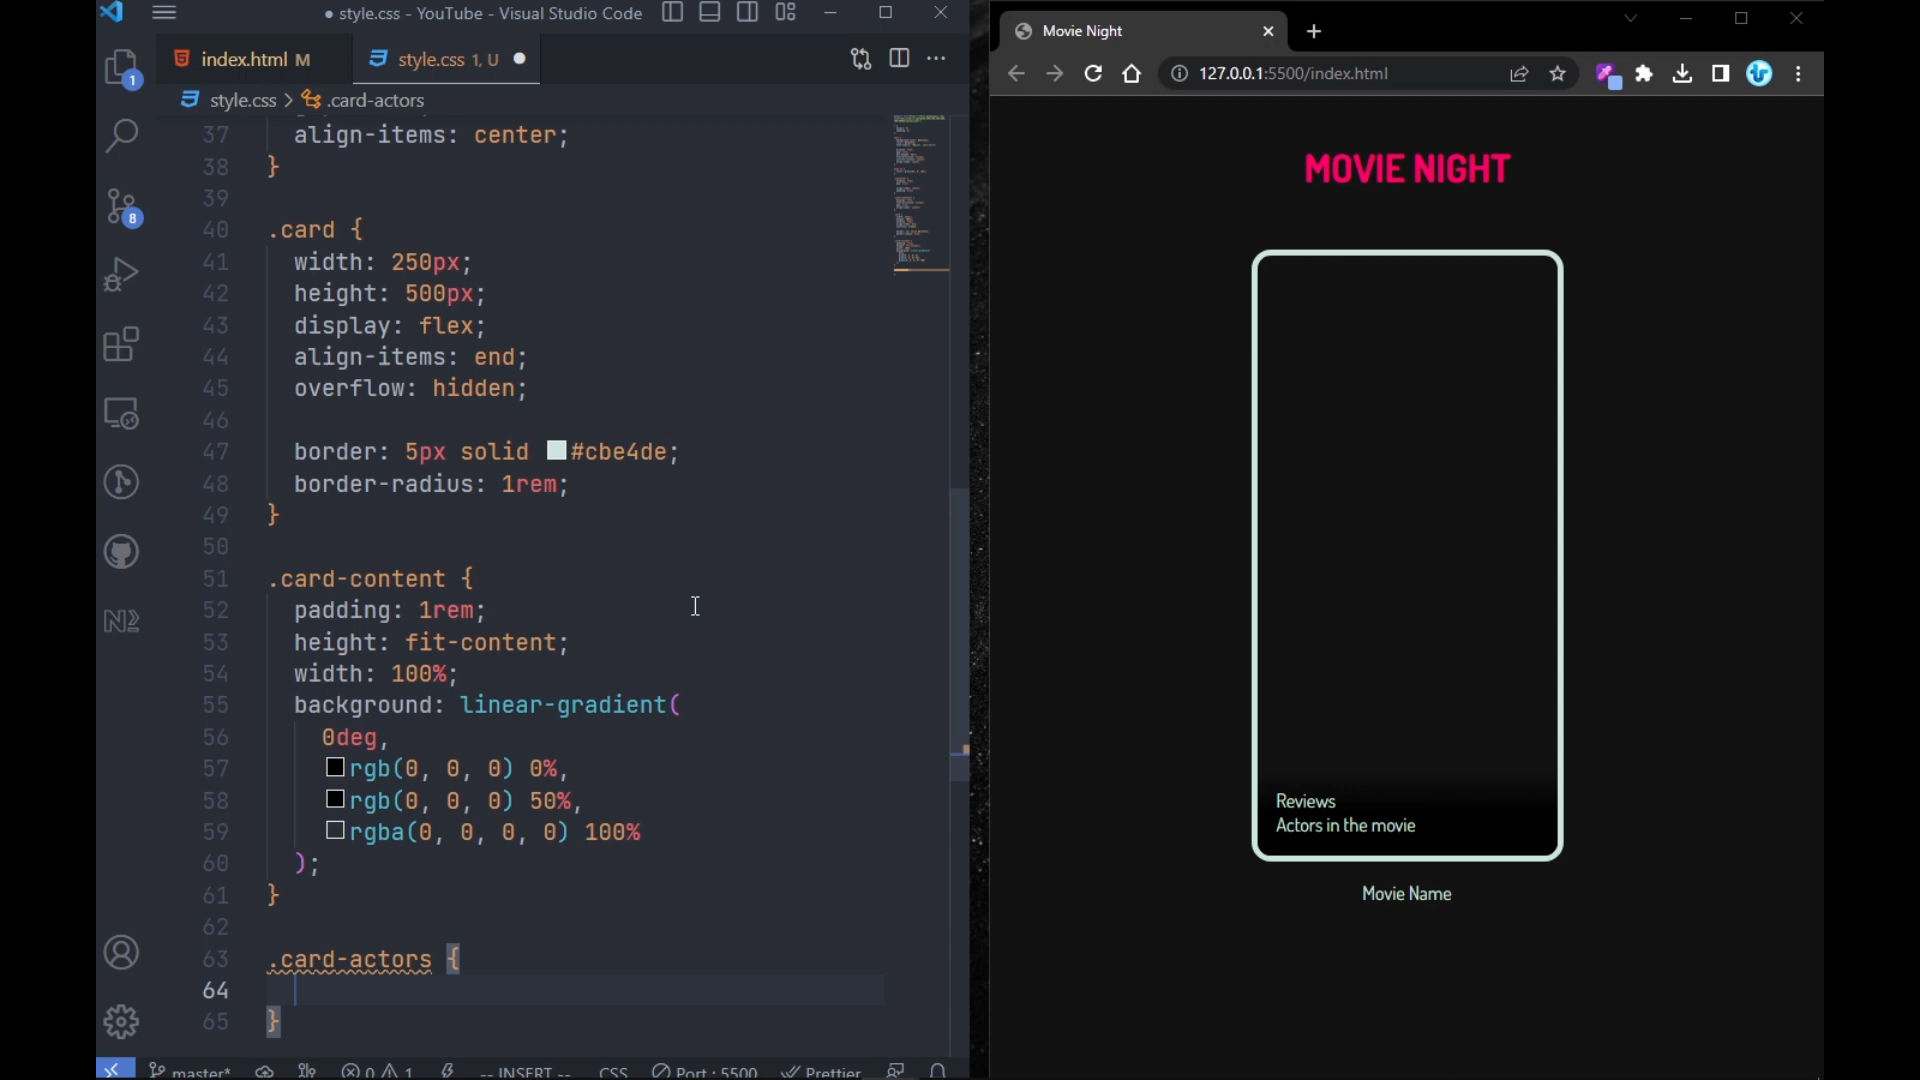 style.css - YouTube - Visual Studio Code
index.html M
style.css 1, U
style.css > .card-actors
37 align-items: center;
38 }
39
40 .card {
41 width: 250px;
42 height: 500px;
43 display: flex;
44 align-items: end;
45 overflow: hidden;
46
47 border: 5px solid #cbe4de;
48 border-radius: 1rem;
49 }
50
51 .card-content {
52 padding: 1rem;
53 height: fit-content;
54 width: 100%;
55 background: linear-gradient(
56 0deg,
57 rgb(0, 0, 0) 0%,
58 rgb(0, 0, 0) 50%,
59 rgba(0, 0, 0, 0) 100%
60 );
61 }
62
63 .card-actors {
64
65 }
1
8
master* 0 1 -- INSERT -- CSS Port : 5500 Prettier
Movie Night
127.0.0.1:5500/index.html
MOVIE NIGHT
Reviews
Actors in the movie
Movie Name